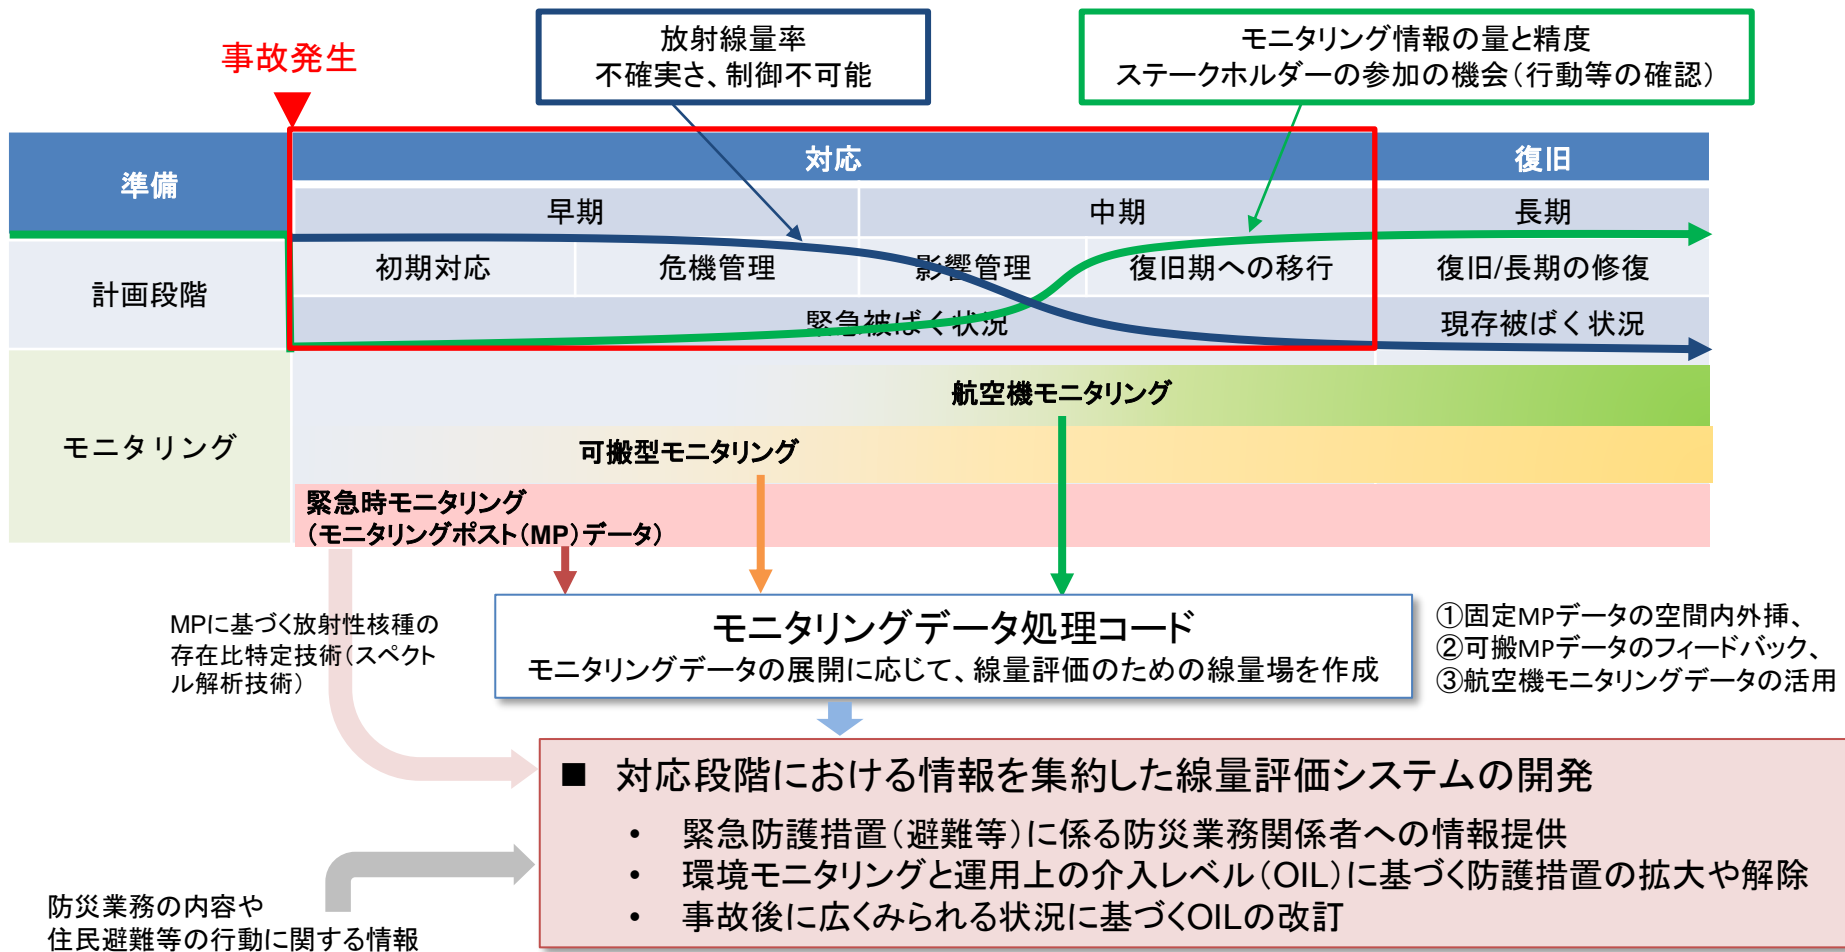 放射線量率
不確実さ、制御不可能
モニタリング情報の量と精度
ステークホルダーの参加の機会（行動等の確認）
事故発生
準備
対応
復旧
早期
中期
長期
計画段階
初期対応
危機管理
影響管理
復旧期への移行
復旧/長期の修復
緊急被ばく状況
現存被ばく状況
モニタリング
航空機モニタリング
可搬型モニタリング
緊急時モニタリング
（モニタリングポスト（MP）データ）
MPに基づく放射性核種の
存在比特定技術（スペクト
ル解析技術）
モニタリングデータ処理コード
モニタリングデータの展開に応じて、線量評価のための線量場を作成
①固定MPデータの空間内外挿、
②可搬MPデータのフィードバック、
③航空機モニタリングデータの活用
■ 対応段階における情報を集約した線量評価システムの開発
• 緊急防護措置（避難等）に係る防災業務関係者への情報提供
• 環境モニタリングと運用上の介入レベル（OIL）に基づく防護措置の拡大や解除
• 事故後に広くみられる状況に基づくOILの改訂
防災業務の内容や
住民避難等の行動に関する情報